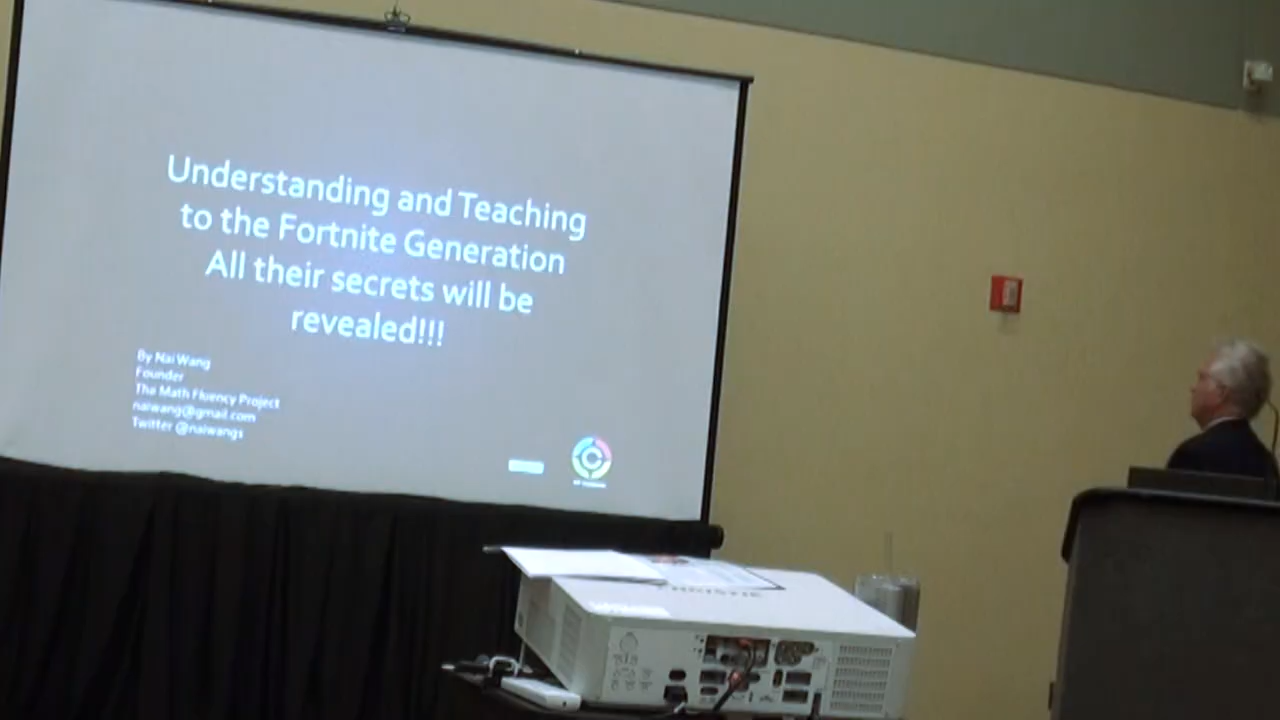 Understanding and Teaching
to the Fortnite Generation
All their secrets will be
revealed!!!
By Nai Wang
Founder
The Math Fluency Project
naiwang@gmail.com
Twitter @naiwangs
CHRISTIE